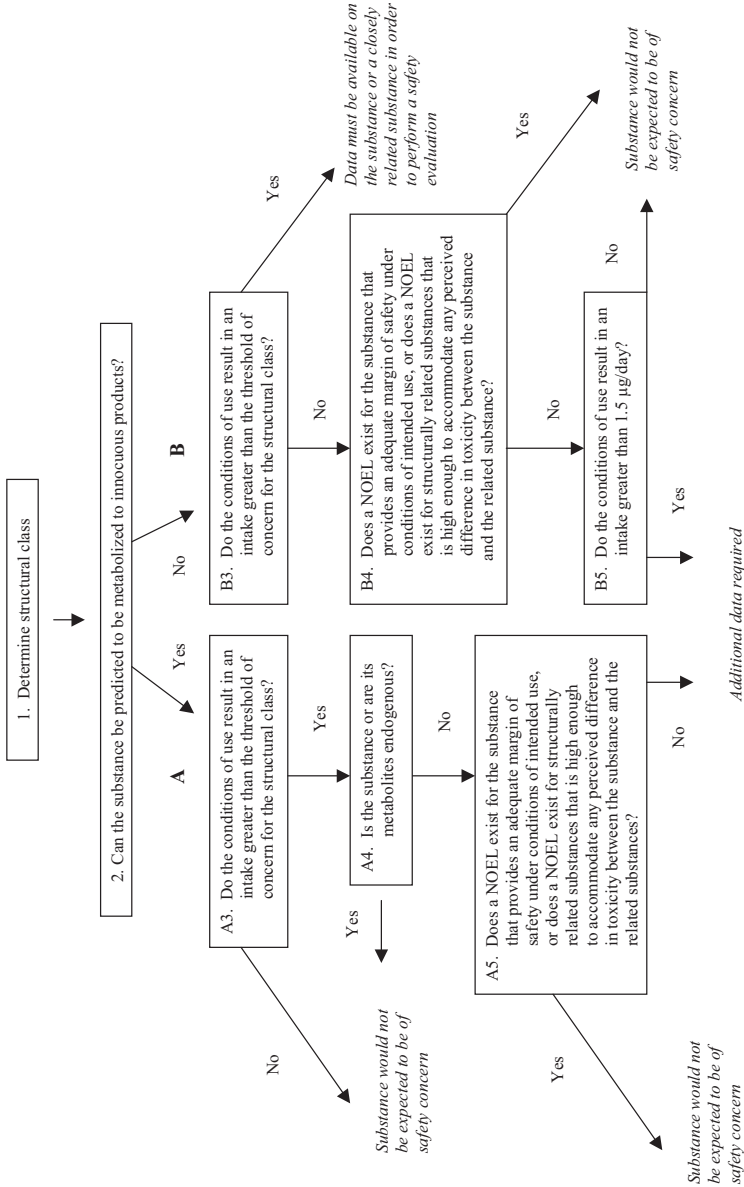 1. Determine structural class
2. Can the substance be predicted to be metabolized to innocuous products?
A
Yes
No
B
A3. Do the conditions of use result in an
intake greater than the threshold of
concern for the structural class?
No
Substance would not
be expected to be of
safety concern
Yes
A4. Is the substance or are its
metabolites endogenous?
Yes
No
A5. Does a NOEL exist for the substance
that provides an adequate margin of
safety under conditions of intended use,
or does a NOEL exist for structurally
related substances that is high enough
to accommodate any perceived difference
in toxicity between the substance and the
related substances?
Yes
Substance would not
be expected to be of
safety concern
No
Additional data required
B3. Do the conditions of use result in an
intake greater than the threshold of
concern for the structural class?
Yes
Data must be available on
the substance or a closely
related substance in order
to perform a safety
evaluation
No
B4. Does a NOEL exist for the substance that
provides an adequate margin of safety under
conditions of intended use, or does a NOEL
exist for structurally related substances that
is high enough to accommodate any perceived
difference in toxicity between the substance
and the related substance?
Yes
Substance would not
be expected to be of
safety concern
No
B5. Do the conditions of use result in an
intake greater than 1.5 µg/day?
No
Yes